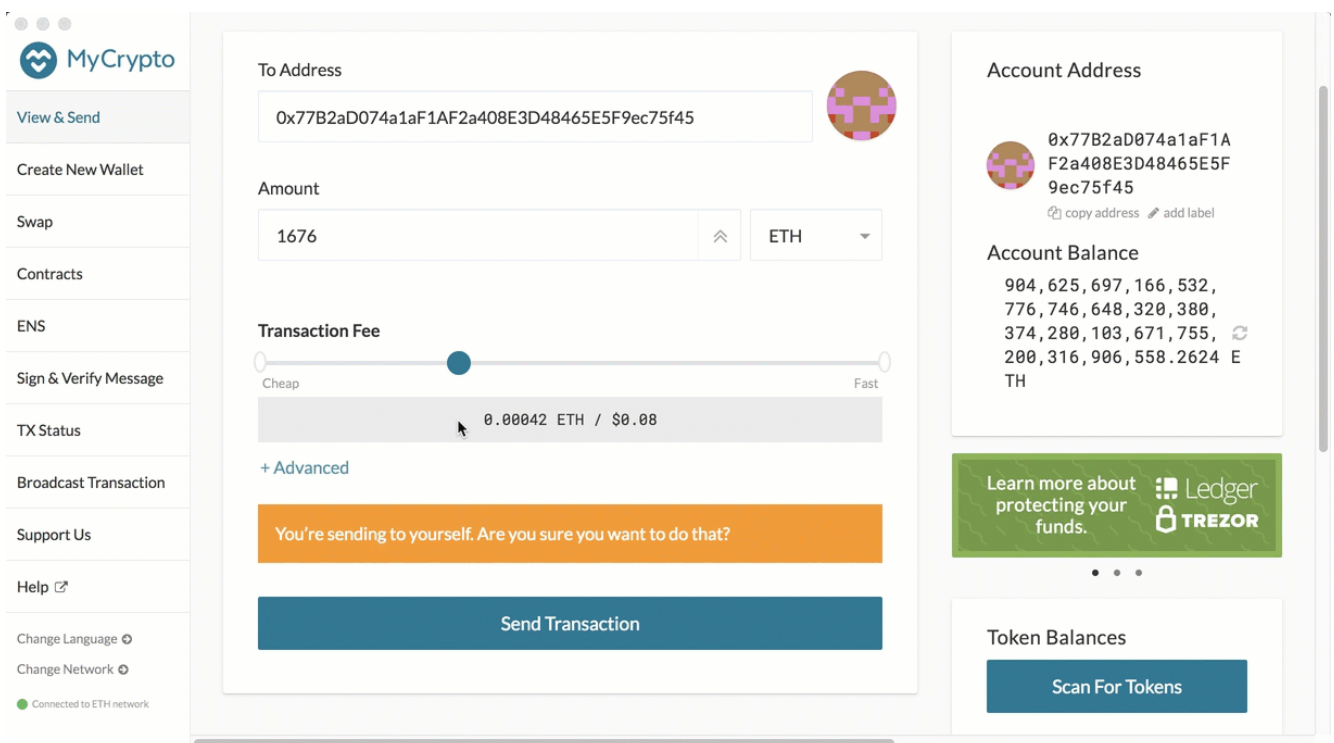 MyCrypto
View & Send
Create New Wallet
Swap
Contracts
ENS
Sign & Verify Message
TX Status
Broadcast Transaction
Support Us
Help
Change Language
Change Network
Connected to ETH network
To Address
0x77B2aD074a1aF1AF2a408E3D48465E5F9ec75f45
Amount
1676
ETH
Transaction Fee
Cheap
Fast
0.00042 ETH / $0.08
+ Advanced
You're sending to yourself. Are you sure you want to do that?
Send Transaction
Account Address
0x77B2aD074a1aF1A
F2a408E3D48465E5F
9ec75f45
copy address add label
Account Balance
904,625,697,166,532,
776,746,648,320,380,
374,280,103,671,755,
200,316,906,558.2624 E
TH
Learn more about
protecting your
funds.
Ledger
TREZOR
Token Balances
Scan For Tokens